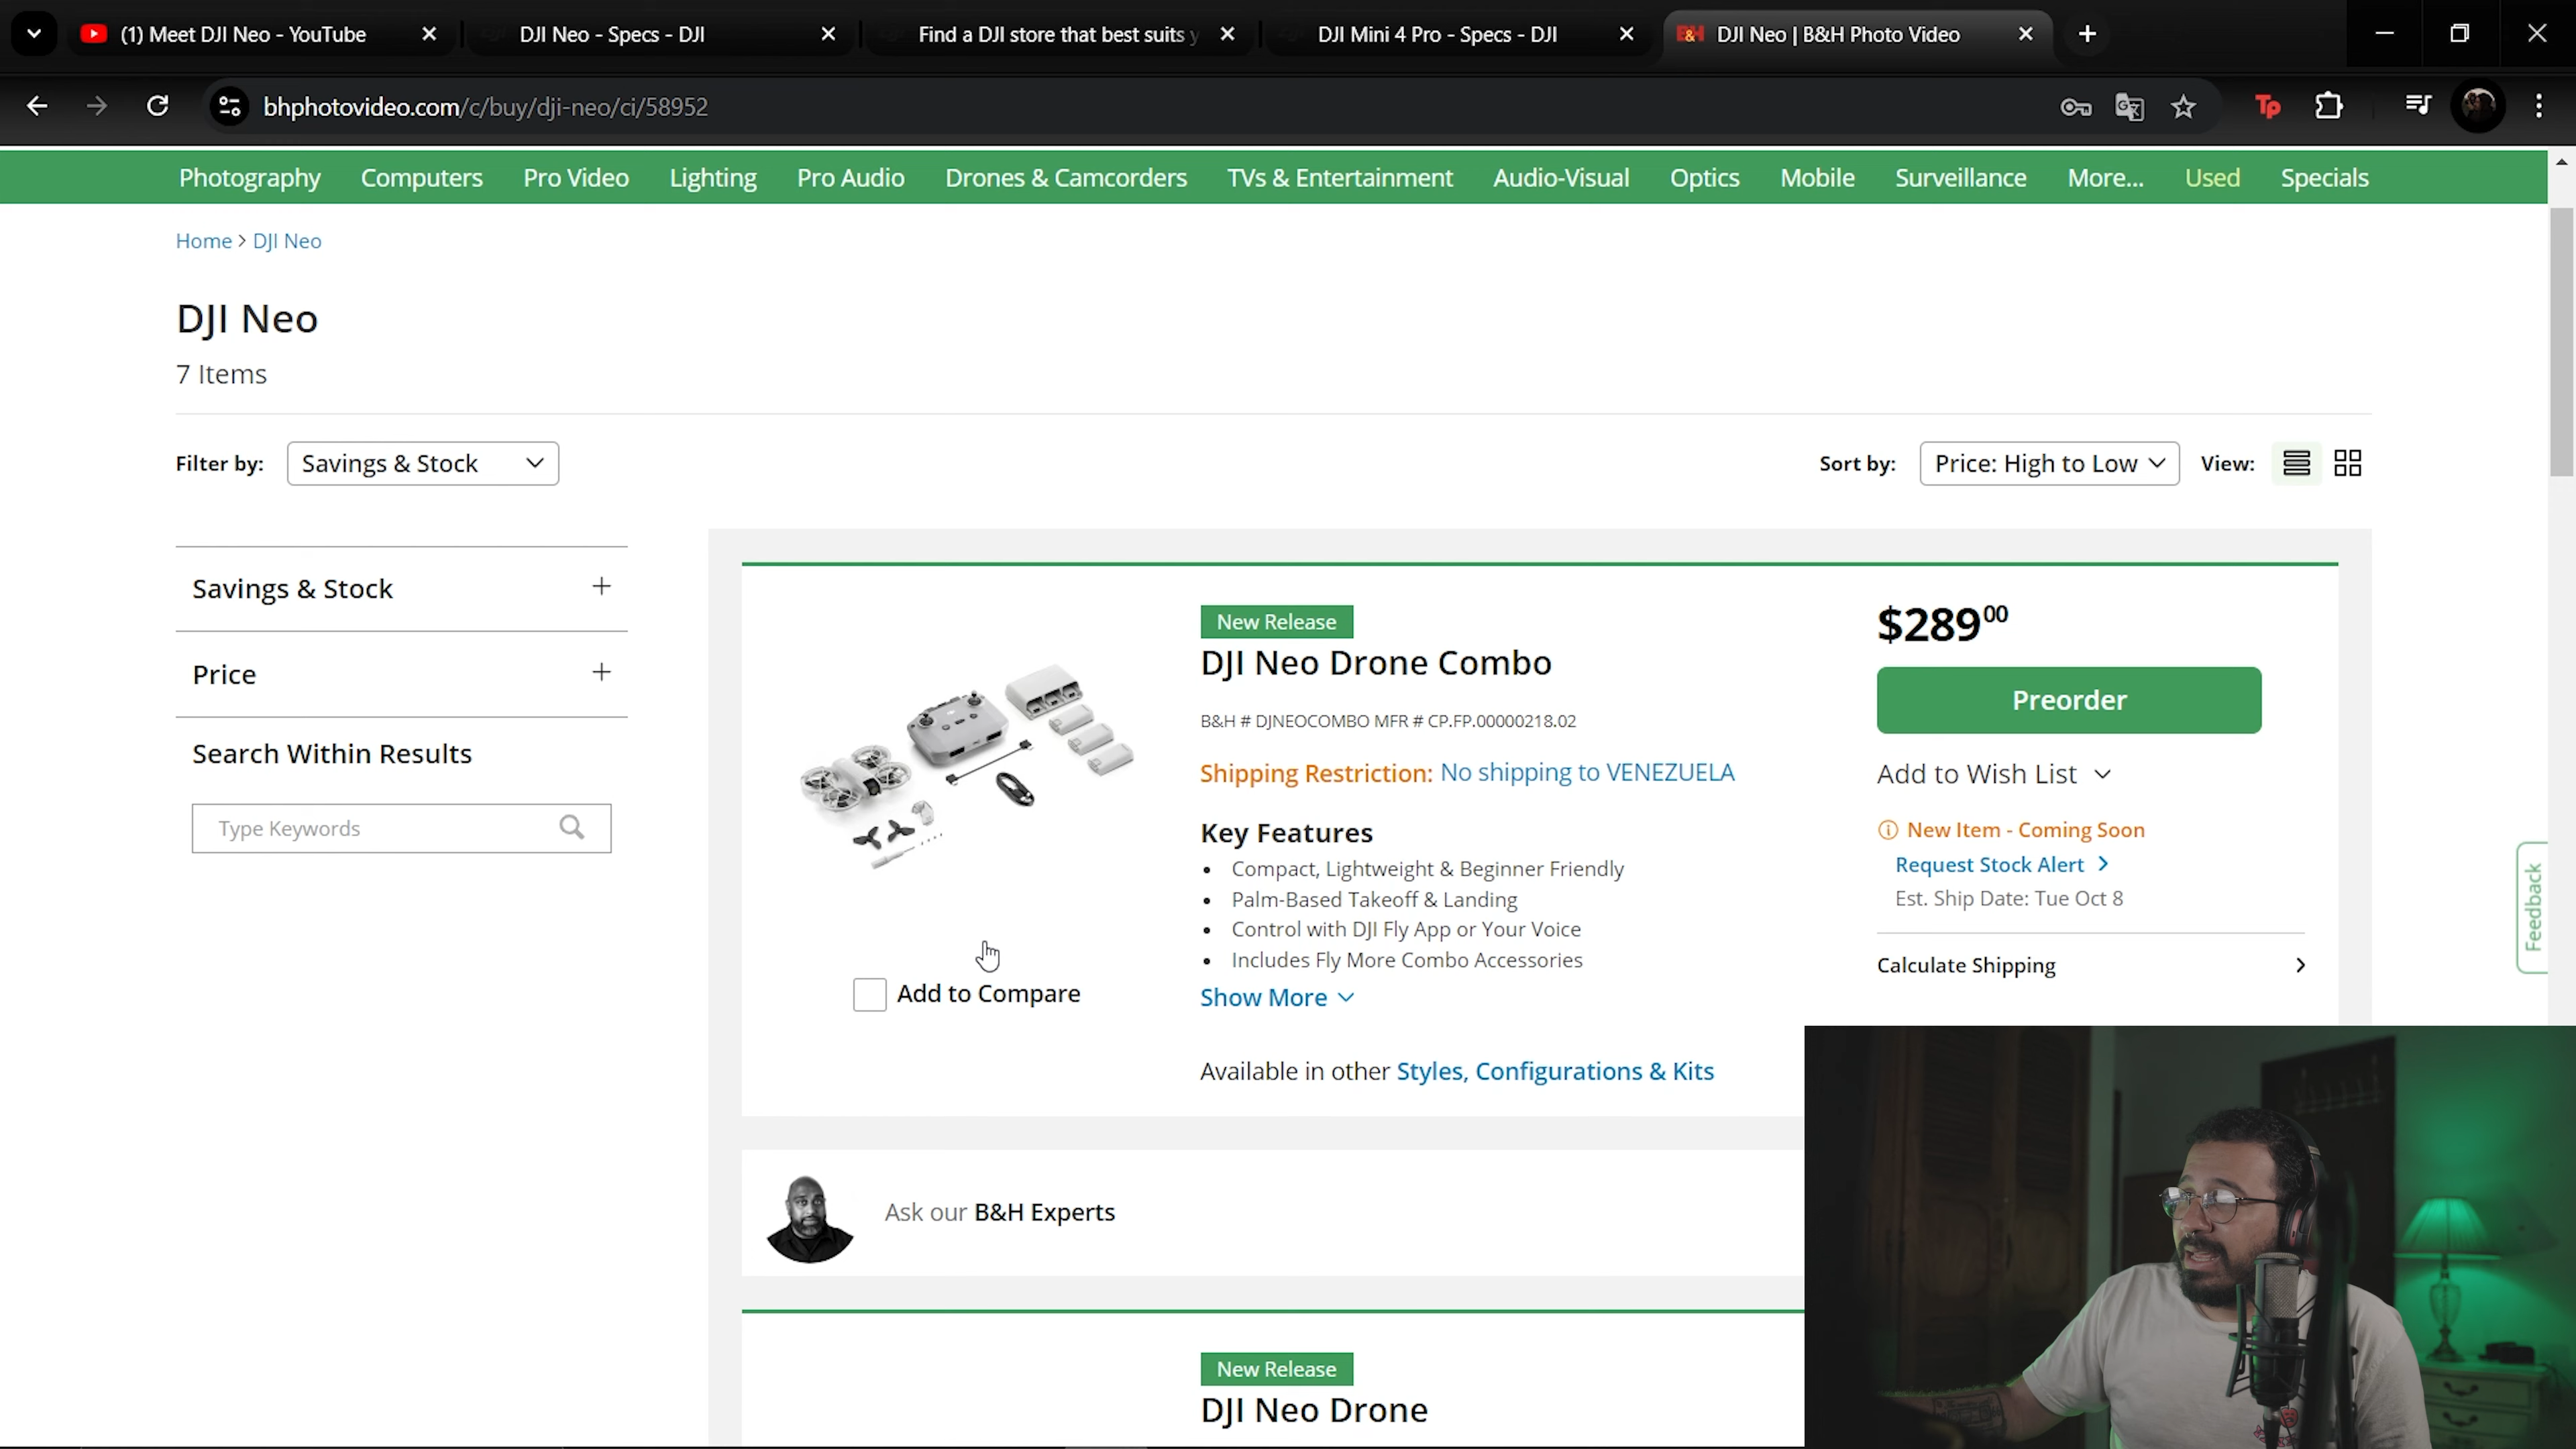 (1) Meet DJI Neo - YouTube
DJI Neo - Specs - DJI
Find a DJI store that best suits y
DJI Mini 4 Pro - Specs - DJI
B&H
DJI Neo | B&H Photo Video
bhphotovideo.com/c/buy/dji-neo/ci/58952
Tp
Photography
Computers
Pro Video
Lighting
Pro Audio
Drones & Camcorders
TVs & Entertainment
Audio-Visual
Optics
Mobile
Surveillance
More...
Used
Specials
Home > DJI Neo
DJI Neo
7 Items
Filter by:
Savings & Stock
Sort by:
Price: High to Low
View:
Savings & Stock
Price
Search Within Results
Type Keywords
New Release
DJI Neo Drone Combo
B&H # DJNEOCOMBO MFR # CP.FP.00000218.02
Shipping Restriction: No shipping to VENEZUELA
Key Features
• Compact, Lightweight & Beginner Friendly
• Palm-Based Takeoff & Landing
• Control with DJI Fly App or Your Voice
• Includes Fly More Combo Accessories
Show More
Available in other Styles, Configurations & Kits
Add to Compare
$289.00
Preorder
Add to Wish List
New Item - Coming Soon
Request Stock Alert
Est. Ship Date: Tue Oct 8
Calculate Shipping
Feedback
Ask our B&H Experts
New Release
DJI Neo Drone